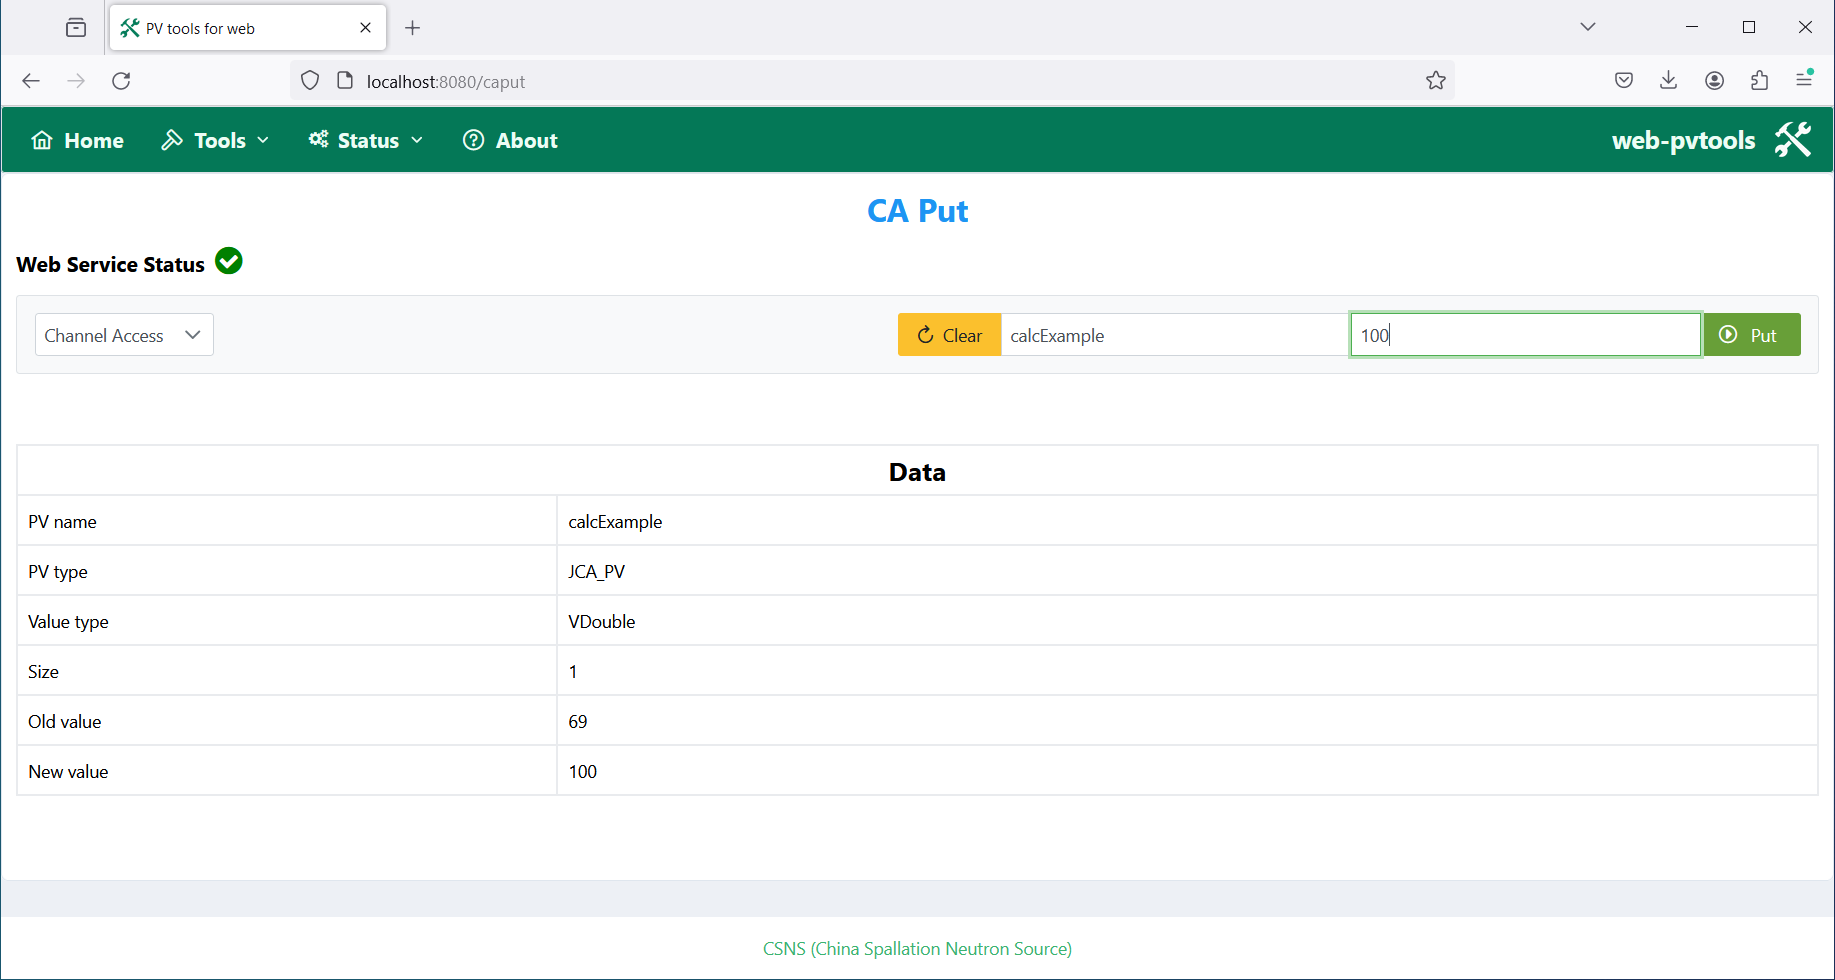 PV tools for web
localhost:8080/caput
Home Tools Status About web-pvtools
CA Put
Web Service Status
Channel Access Clear calcExample 100 Put
Data
PV name calcExample
PV type JCA_PV
Value type VDouble
Size 1
Old value 69
New value 100
CSNS (China Spallation Neutron Source)